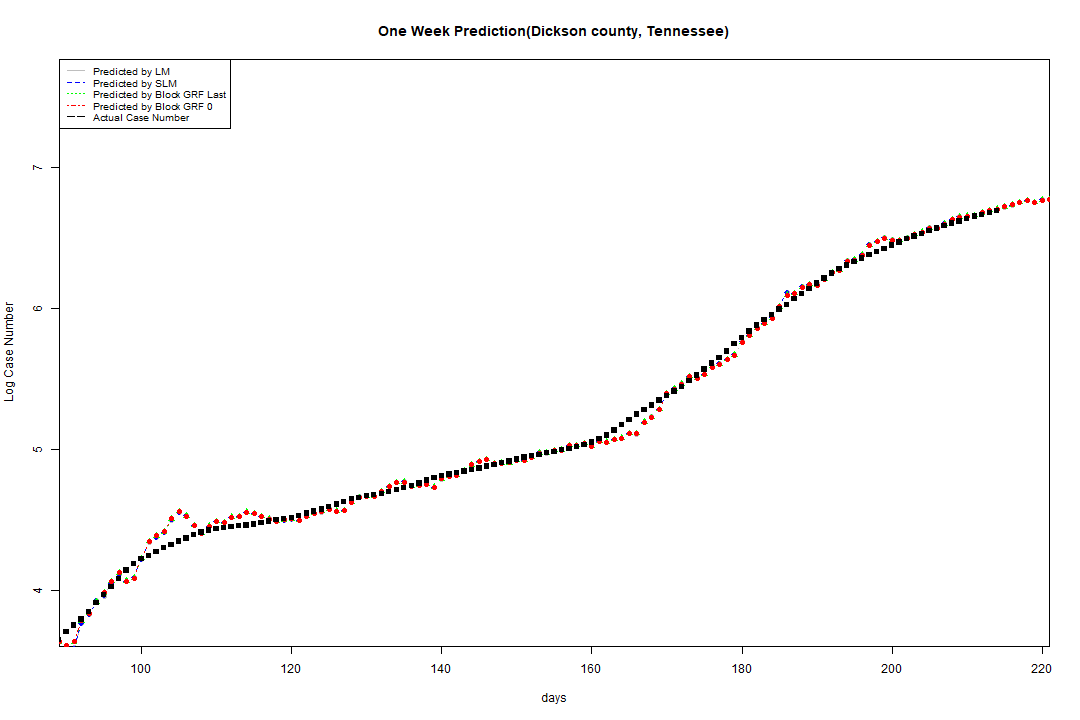 One Week Prediction(Dickson county, Tennessee)
Predicted by LM
Predicted by SLM
Predicted by Block GRF Last
Predicted by Block GRF 0
Actual Case Number
7
6
5
4
Log Case Number
100 120 140 160 180 200 220
days